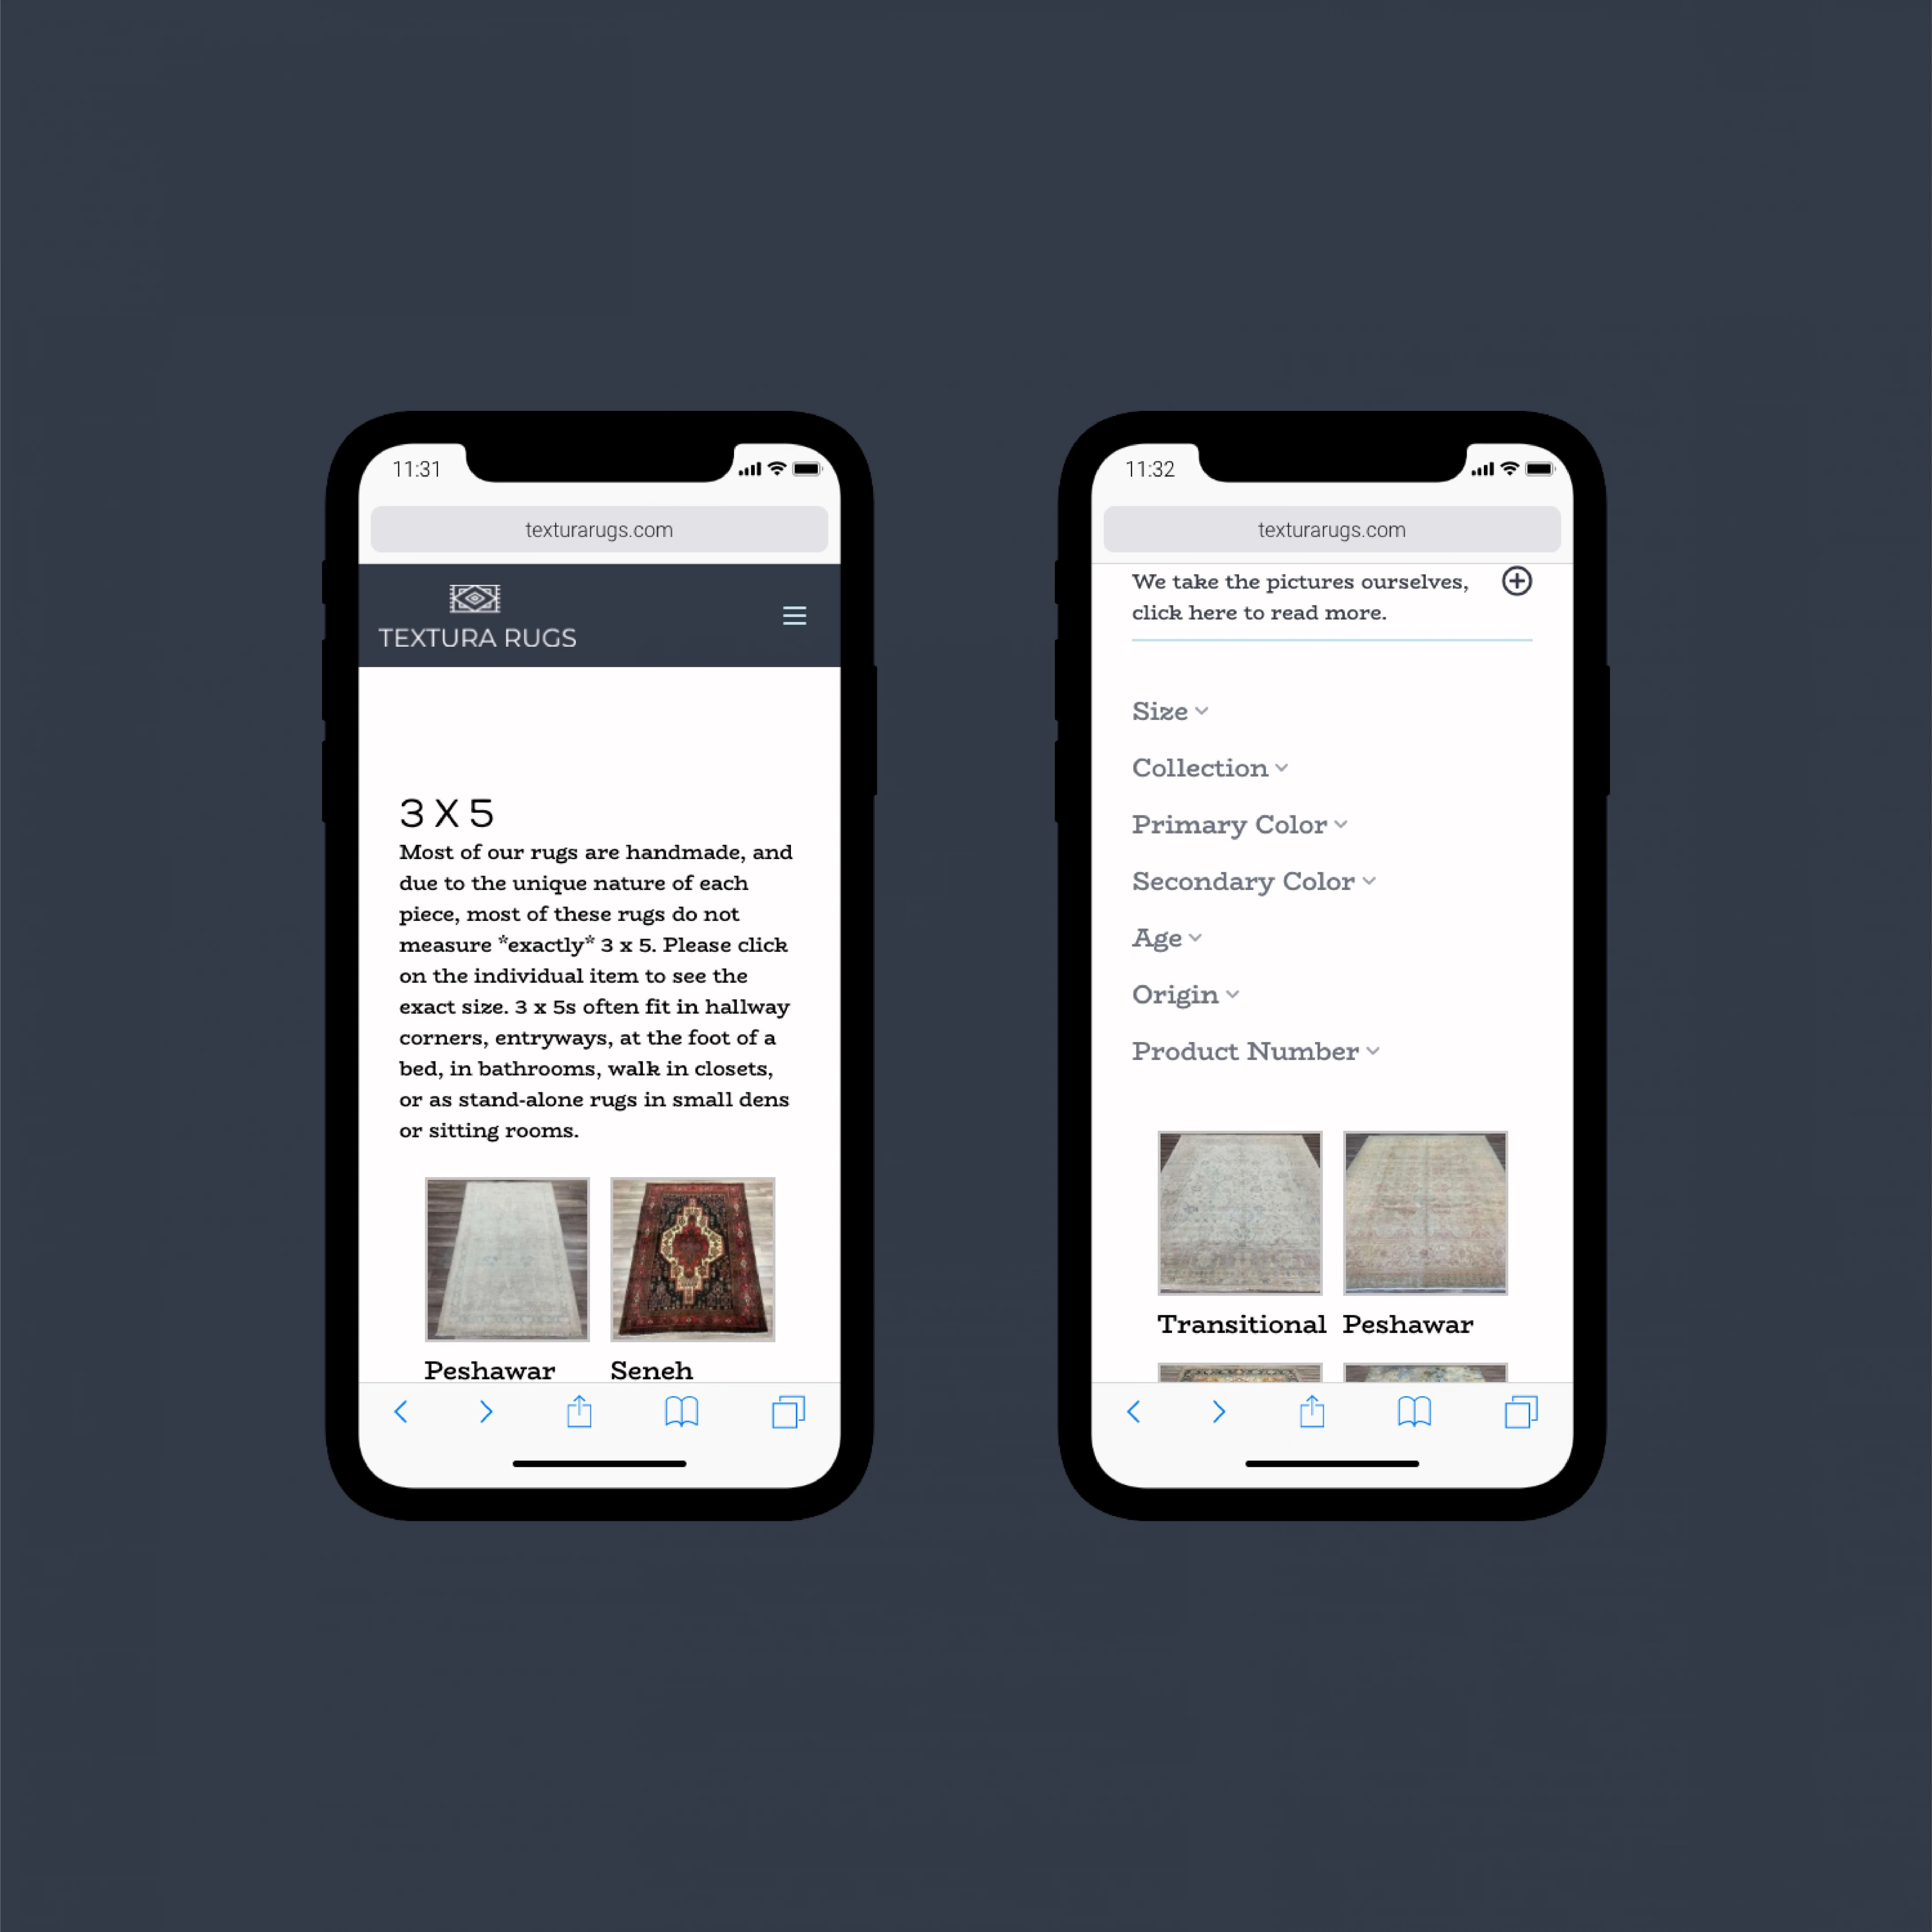 11:31
texturarugs.com
TEXTURA RUGS
3 X 5
Most of our rugs are handmade, and
due to the unique nature of each
piece, most of these rugs do not
measure *exactly* 3 x 5. Please click
on the individual item to see the
exact size. 3 x 5s often fit in hallway
corners, entryways, at the foot of a
bed, in bathrooms, walk in closets,
or as stand-alone rugs in small dens
or sitting rooms.
Peshawar
Seneh
11:32
texturarugs.com
We take the pictures ourselves,
click here to read more.
Size
Collection
Primary Color
Secondary Color
Age
Origin
Product Number
Transitional
Peshawar